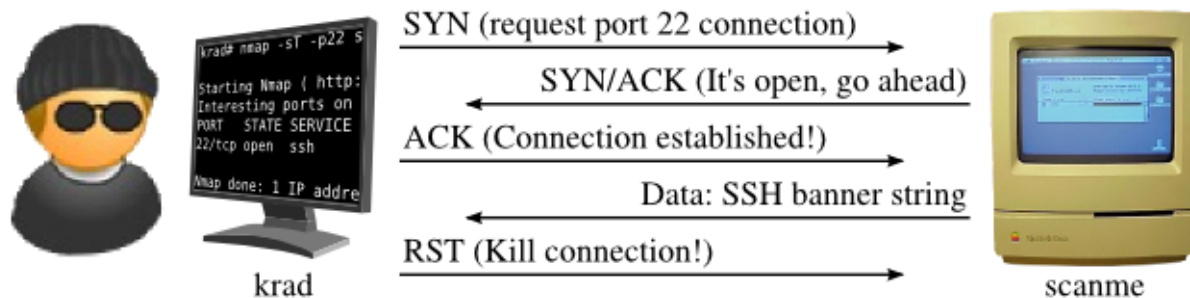 SYN (request port 22 connection)
SYN/ACK (It's open, go ahead)
ACK (Connection established!)
Data: SSH banner string
RST (Kill connection!)
krad# nmap -sT -p22 s
Starting Nmap ( http:
Interesting ports on
PORT STATE SERVICE
22/tcp open ssh
Nmap done: 1 IP addre
krad
scanme